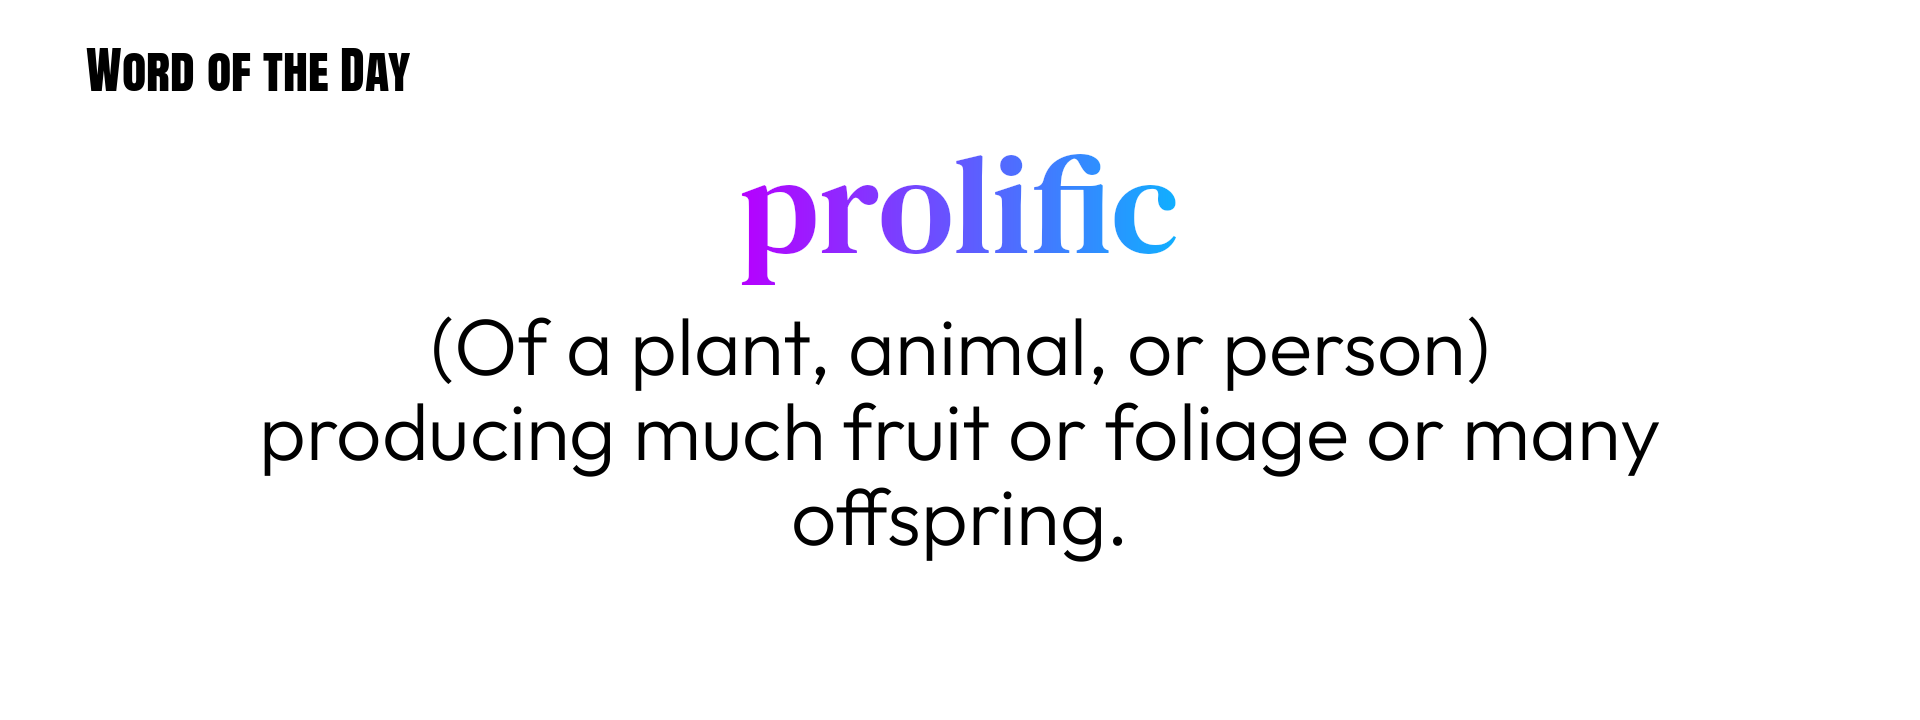 Word of the Day
prolific
(Of a plant, animal, or person)
producing much fruit or foliage or many
offspring.